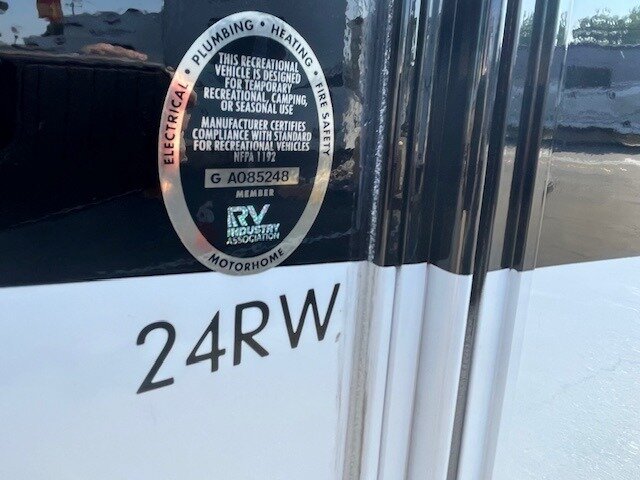 ELECTRICAL • PLUMBING • HEATING • FIRE SAFETY
THIS RECREATIONAL
VEHICLE IS DESIGNED
FOR TEMPORARY
RECREATIONAL, CAMPING,
OR SEASONAL USE
MANUFACTURER CERTIFIES
COMPLIANCE WITH STANDARD
FOR RECREATIONAL VEHICLES
NFPA 1192
G A085248
MEMBER
RV
INDUSTRY
ASSOCIATION
MOTORHOME
24RW